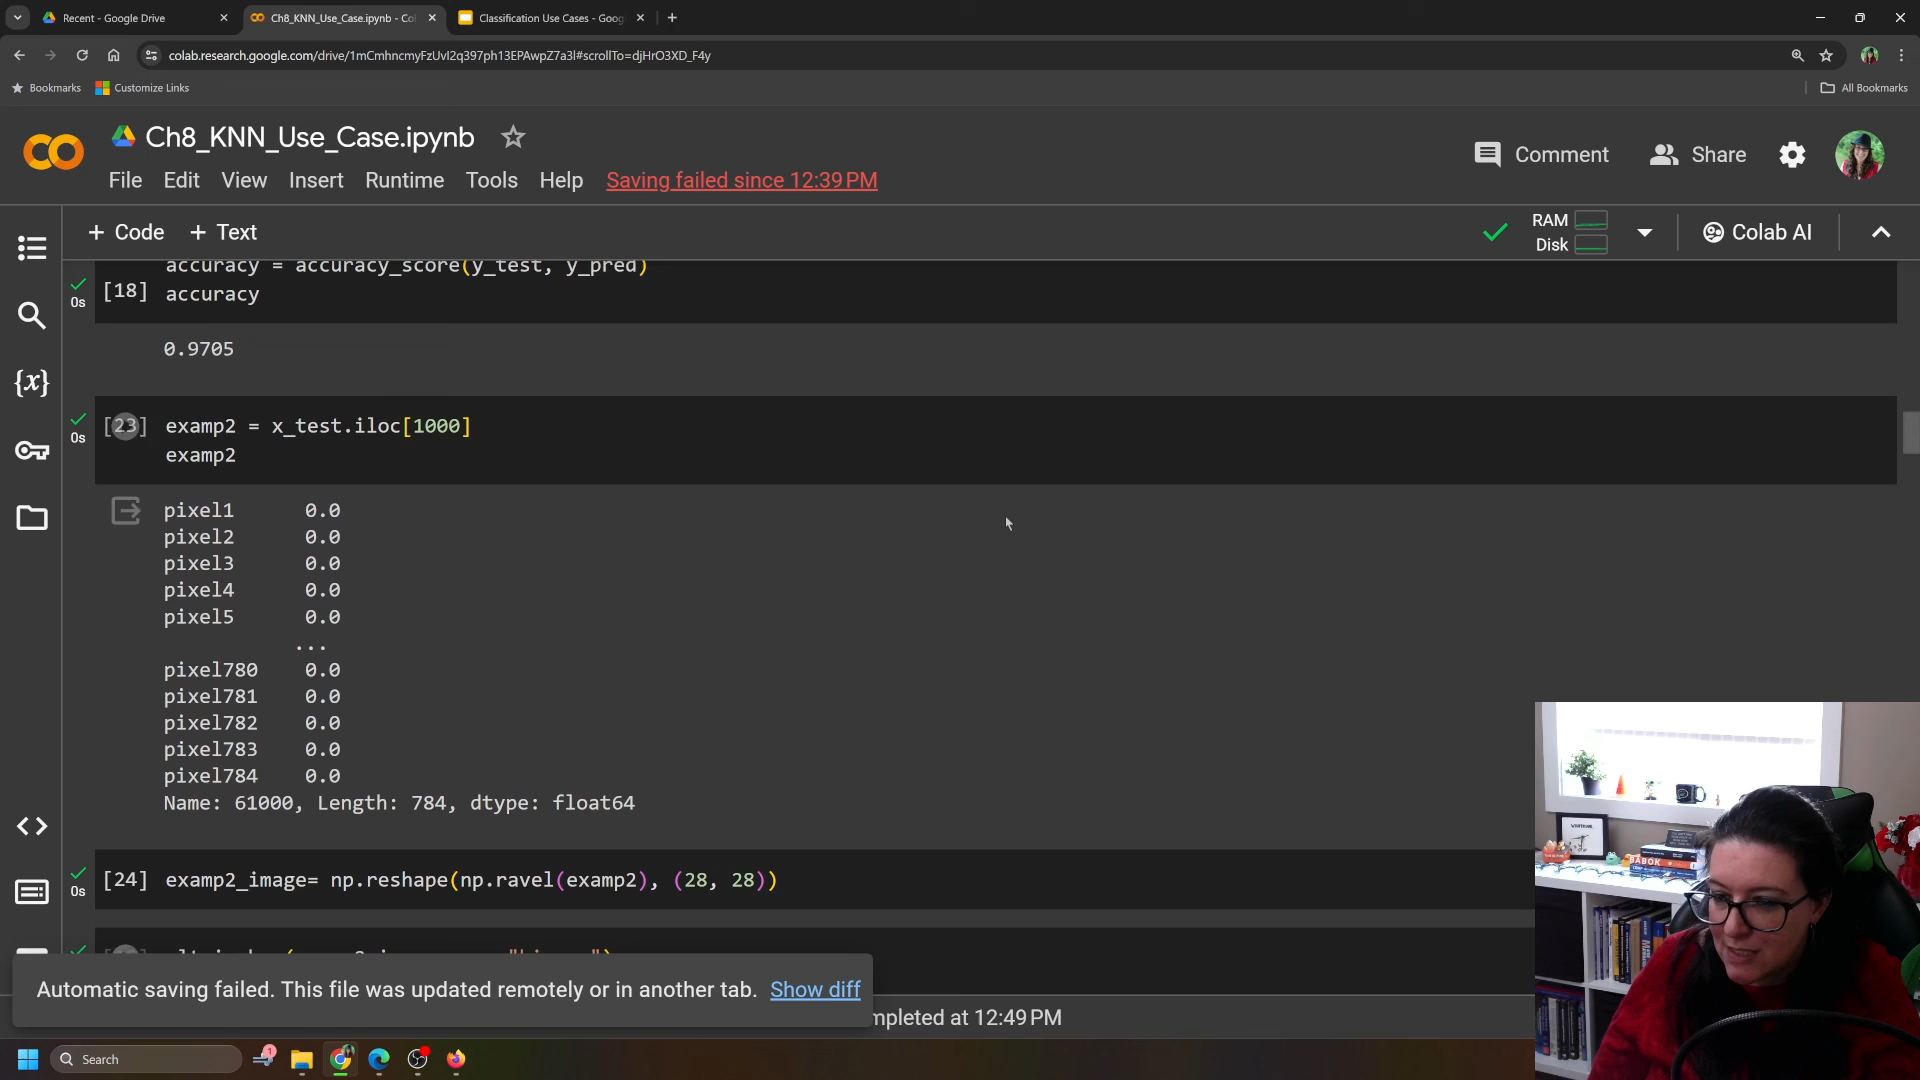 Recent - Google Drive
Ch8_KNN_Use_Case.ipynb - Col
Classification Use Cases - Goog
colab.research.google.com/drive/1mCmhncmyFzUvI2q397ph13EPAwpZ7a3l#scrollTo=djHrO3XD_F4y
Bookmarks
Customize Links
All Bookmarks
Ch8_KNN_Use_Case.ipynb
Comment
Share
File Edit View Insert Runtime Tools Help Saving failed since 12:39 PM
+ Code + Text
RAM
Disk
Colab AI
accuracy = accuracy_score(y_test, y_pred)
0s
[18] accuracy
0.9705
[23] examp2 = x_test.iloc[1000]
0s
examp2
pixel1 0.0
pixel2 0.0
pixel3 0.0
pixel4 0.0
pixel5 0.0
...
pixel780 0.0
pixel781 0.0
pixel782 0.0
pixel783 0.0
pixel784 0.0
Name: 61000, Length: 784, dtype: float64
[24] examp2_image= np.reshape(np.ravel(examp2), (28, 28))
0s
Automatic saving failed. This file was updated remotely or in another tab. Show diff
mpleted at 12:49 PM
Search
1
BABOK
{x}